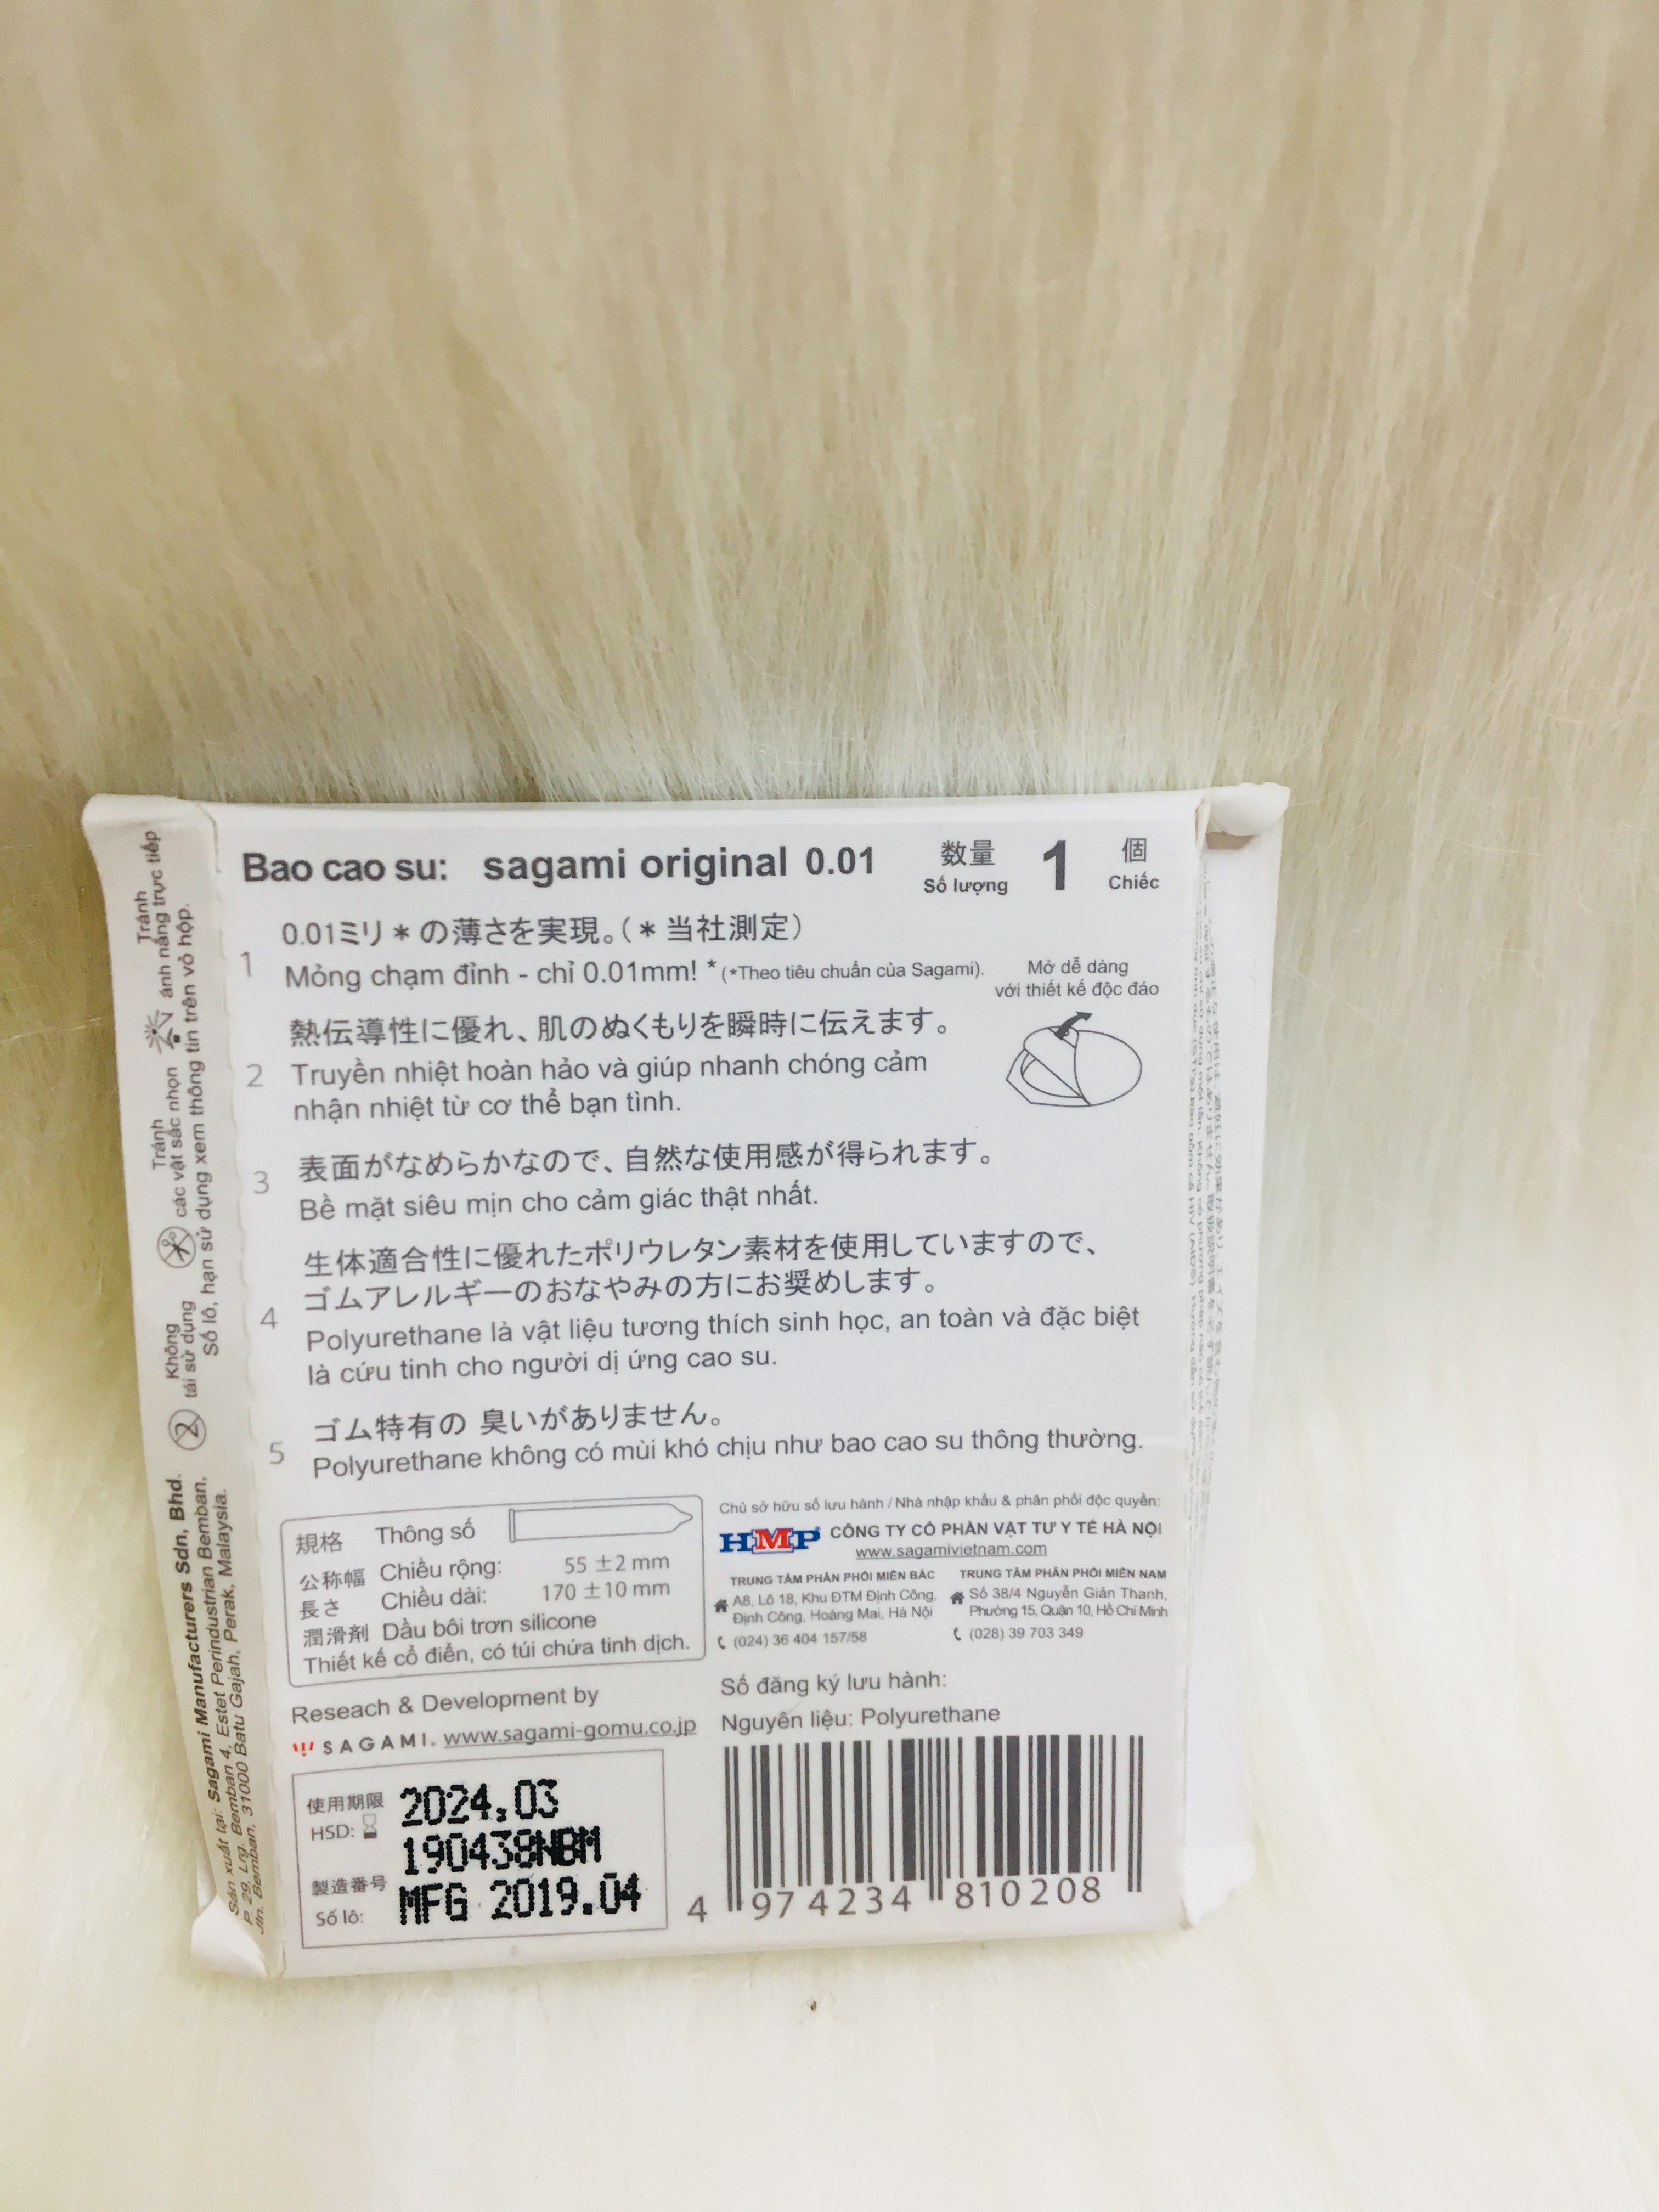 Bao cao su: sagami original 0.01
数量 1 個
Số lượng Chiếc
0.01ミリ＊の薄さを実現。（＊当社測定）
1 Mỏng chạm đỉnh - chỉ 0.01mm! * (*Theo tiêu chuẩn của Sagami).
Mở dễ dàng
với thiết kế độc đáo
熱伝導性に優れ、肌のぬくもりを瞬時に伝えます。
2 Truyền nhiệt hoàn hảo và giúp nhanh chóng cảm
nhận nhiệt từ cơ thể bạn tình.
表面がなめらかなので、自然な使用感が得られます。
3 Bề mặt siêu mịn cho cảm giác thật nhất.
生体適合性に優れたポリウレタン素材を使用していますので、
ゴムアレルギーのおなやみの方にお奨めします。
4 Polyurethane là vật liệu tương thích sinh học, an toàn và đặc biệt
là cứu tinh cho người dị ứng cao su.
ゴム特有の 臭いがありません。
5 Polyurethane không có mùi khó chịu như bao cao su thông thường.
規格 Thông số
公称幅 Chiều rộng: 55 ±2 mm
長さ Chiều dài: 170 ±10 mm
潤滑剤 Dầu bôi trơn silicone
Thiết kế cổ điển, có túi chứa tinh dịch.
Chủ sở hữu số lưu hành / Nhà nhập khẩu & phân phối độc quyền:
HMP CÔNG TY CỔ PHẦN VẬT TƯ Y TẾ HÀ NỘI
www.sagamivietnam.com
TRUNG TÂM PHÂN PHỐI MIỀN BẮC
A8, Lô 18, Khu ĐTM Định Công,
Định Công, Hoàng Mai, Hà Nội
(024) 36 404 157/58
TRUNG TÂM PHÂN PHỐI MIỀN NAM
Số 38/4 Nguyễn Giản Thanh,
Phường 15, Quận 10, Hồ Chí Minh
(028) 39 703 349
Reseach & Development by
SAGAMI. www.sagami-gomu.co.jp
Số đăng ký lưu hành:
Nguyên liệu: Polyurethane
使用期限 2024,03
HSD:
190438NBM
製造番号 MFG 2019.04
Số lô:
4 974234 810208
Sản xuất tại: Sagami Manufacturers Sdn, Bhd.
P. 29, Lrg. Bemban 4, Estet Perindustrian Bemban.
Jln. Bemban, 31000 Batu Gajah, Perak, Malaysia.
Không
tái sử dụng
Tránh
các vật sắc nhọn
Tránh
ánh nắng trực tiếp
Số lô, hạn sử dụng xem thông tin trên vỏ hộp.